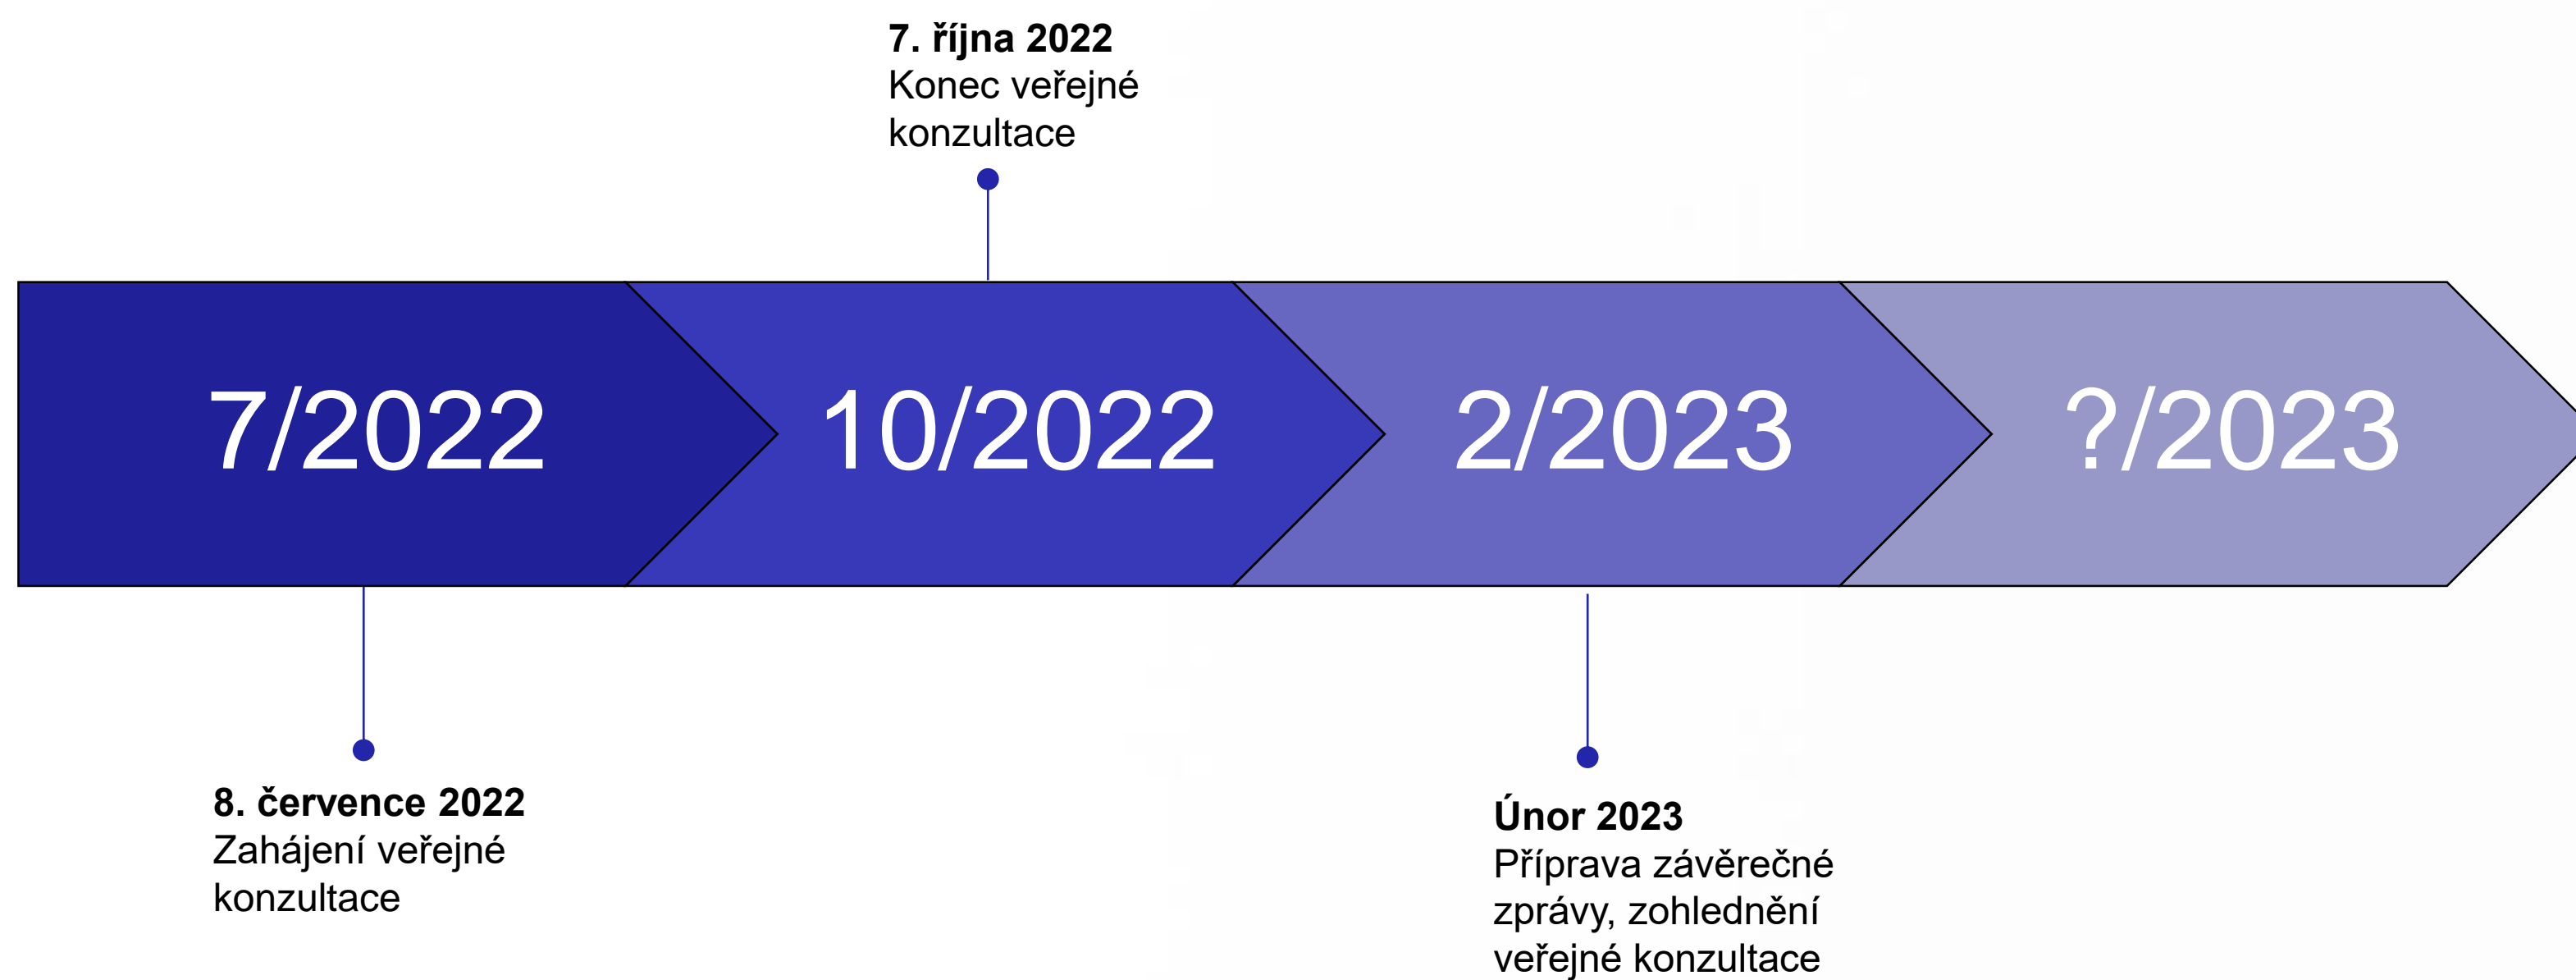 7. října 2022
Konec veřejné
konzultace
7/2022
10/2022
2/2023
?/2023
8. července 2022
Zahájení veřejné
konzultace
Únor 2023
Příprava závěrečné
zprávy, zohlednění
veřejné konzultace